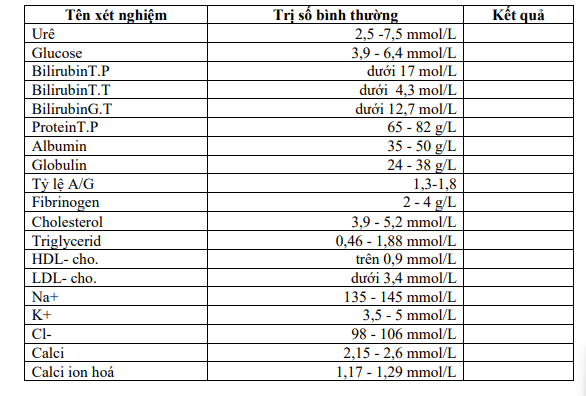 Tên xét nghiệm Trị số bình thường Kết quả
Urê 2,5 -7,5 mmol/L
Glucose 3,9 - 6,4 mmol/L
BilirubinT.P dưới 17 mol/L
BilirubinT.T dưới 4,3 mol/L
BilirubinG.T dưới 12,7 mol/L
ProteinT.P 65 - 82 g/L
Albumin 35 - 50 g/L
Globulin 24 - 38 g/L
Tỷ lệ A/G 1,3-1,8
Fibrinogen 2 - 4 g/L
Cholesterol 3,9 - 5,2 mmol/L
Triglycerid 0,46 - 1,88 mmol/L
HDL- cho. trên 0,9 mmol/L
LDL- cho. dưới 3,4 mmol/L
Na+ 135 - 145 mmol/L
K+ 3,5 - 5 mmol/L
Cl- 98 - 106 mmol/L
Calci 2,15 - 2,6 mmol/L
Calci ion hoá 1,17 - 1,29 mmol/L